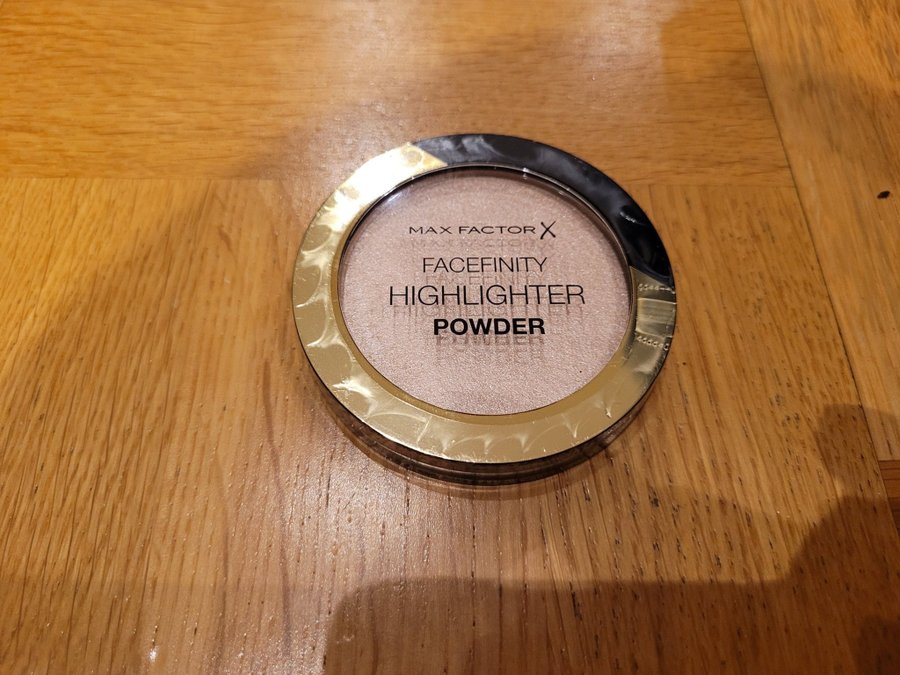 MAX FACTOR X
FACEFINITY
HIGHLIGHTER
POWDER